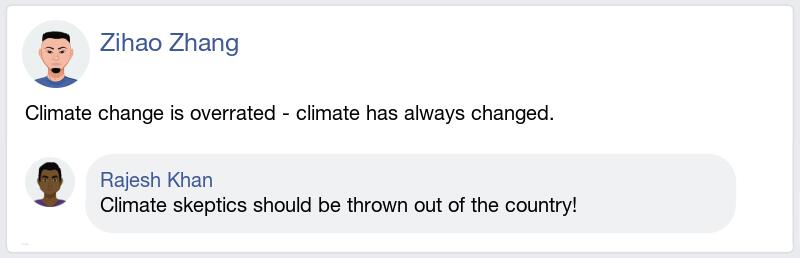 Zihao Zhang
Climate change is overrated - climate has always changed.
Rajesh Khan
Climate skeptics should be thrown out of the country!